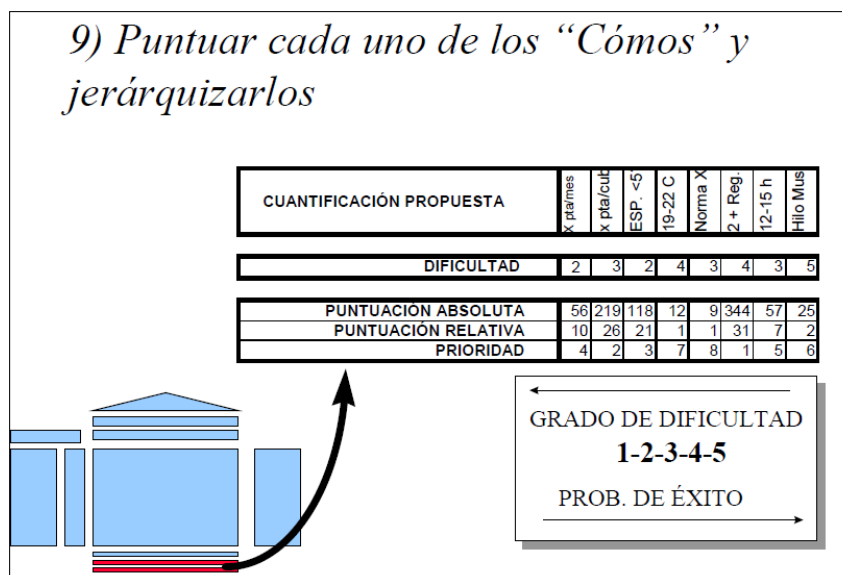 9) Puntuar cada uno de los “Cómos” y
jerárquizarlos
CUANTIFICACIÓN PROPUESTA X pta/mes x pta/cub ESP. <5' 19-22 C Norma X 2 + Reg. 12-15 h Hilo Mus
DIFICULTAD 2 3 2 4 3 4 3 5
PUNTUACIÓN ABSOLUTA 56 219 118 12 9 344 57 25
PUNTUACIÓN RELATIVA 10 26 21 1 1 31 7 2
PRIORIDAD 4 2 3 7 8 1 5 6
GRADO DE DIFICULTAD
1-2-3-4-5
PROB. DE ÉXITO